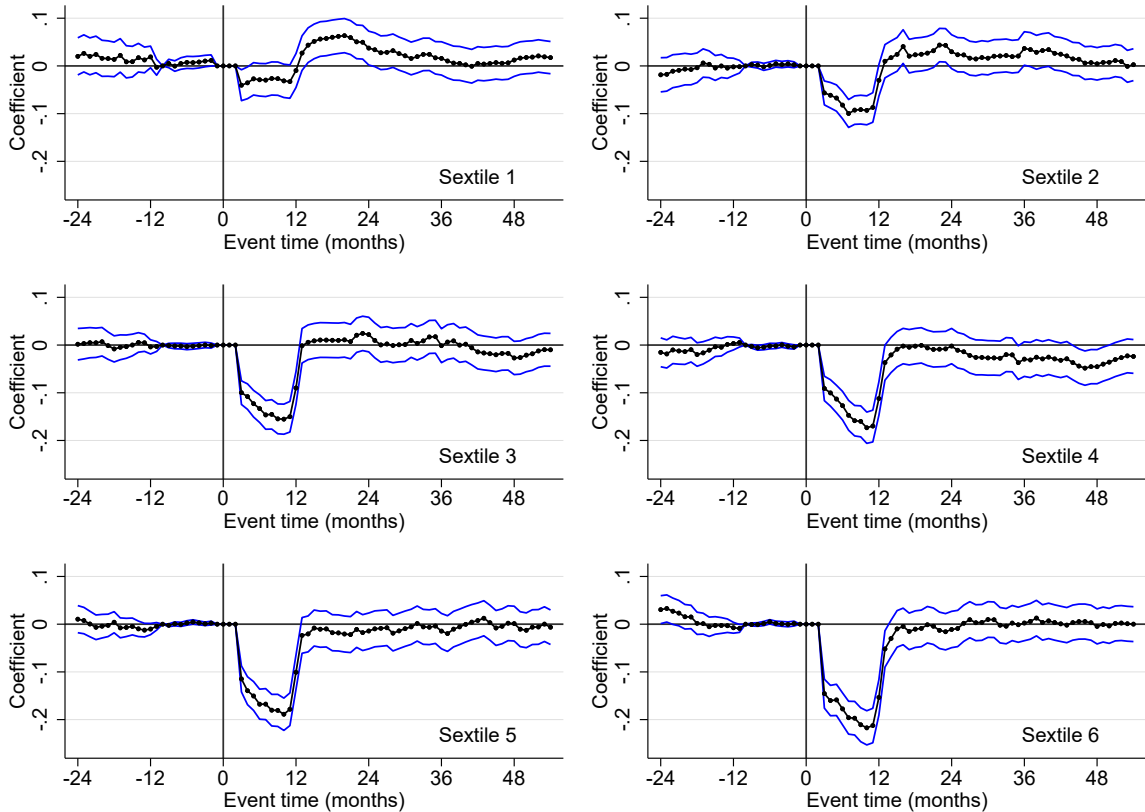 .1
0
-.1
-.2
Coefficient
Sextile 1
-24 -12 0 12 24 36 48
Event time (months)
.1
0
-.1
-.2
Coefficient
Sextile 2
-24 -12 0 12 24 36 48
Event time (months)
.1
0
-.1
-.2
Coefficient
Sextile 3
-24 -12 0 12 24 36 48
Event time (months)
.1
0
-.1
-.2
Coefficient
Sextile 4
-24 -12 0 12 24 36 48
Event time (months)
.1
0
-.1
-.2
Coefficient
Sextile 5
-24 -12 0 12 24 36 48
Event time (months)
.1
0
-.1
-.2
Coefficient
Sextile 6
-24 -12 0 12 24 36 48
Event time (months)